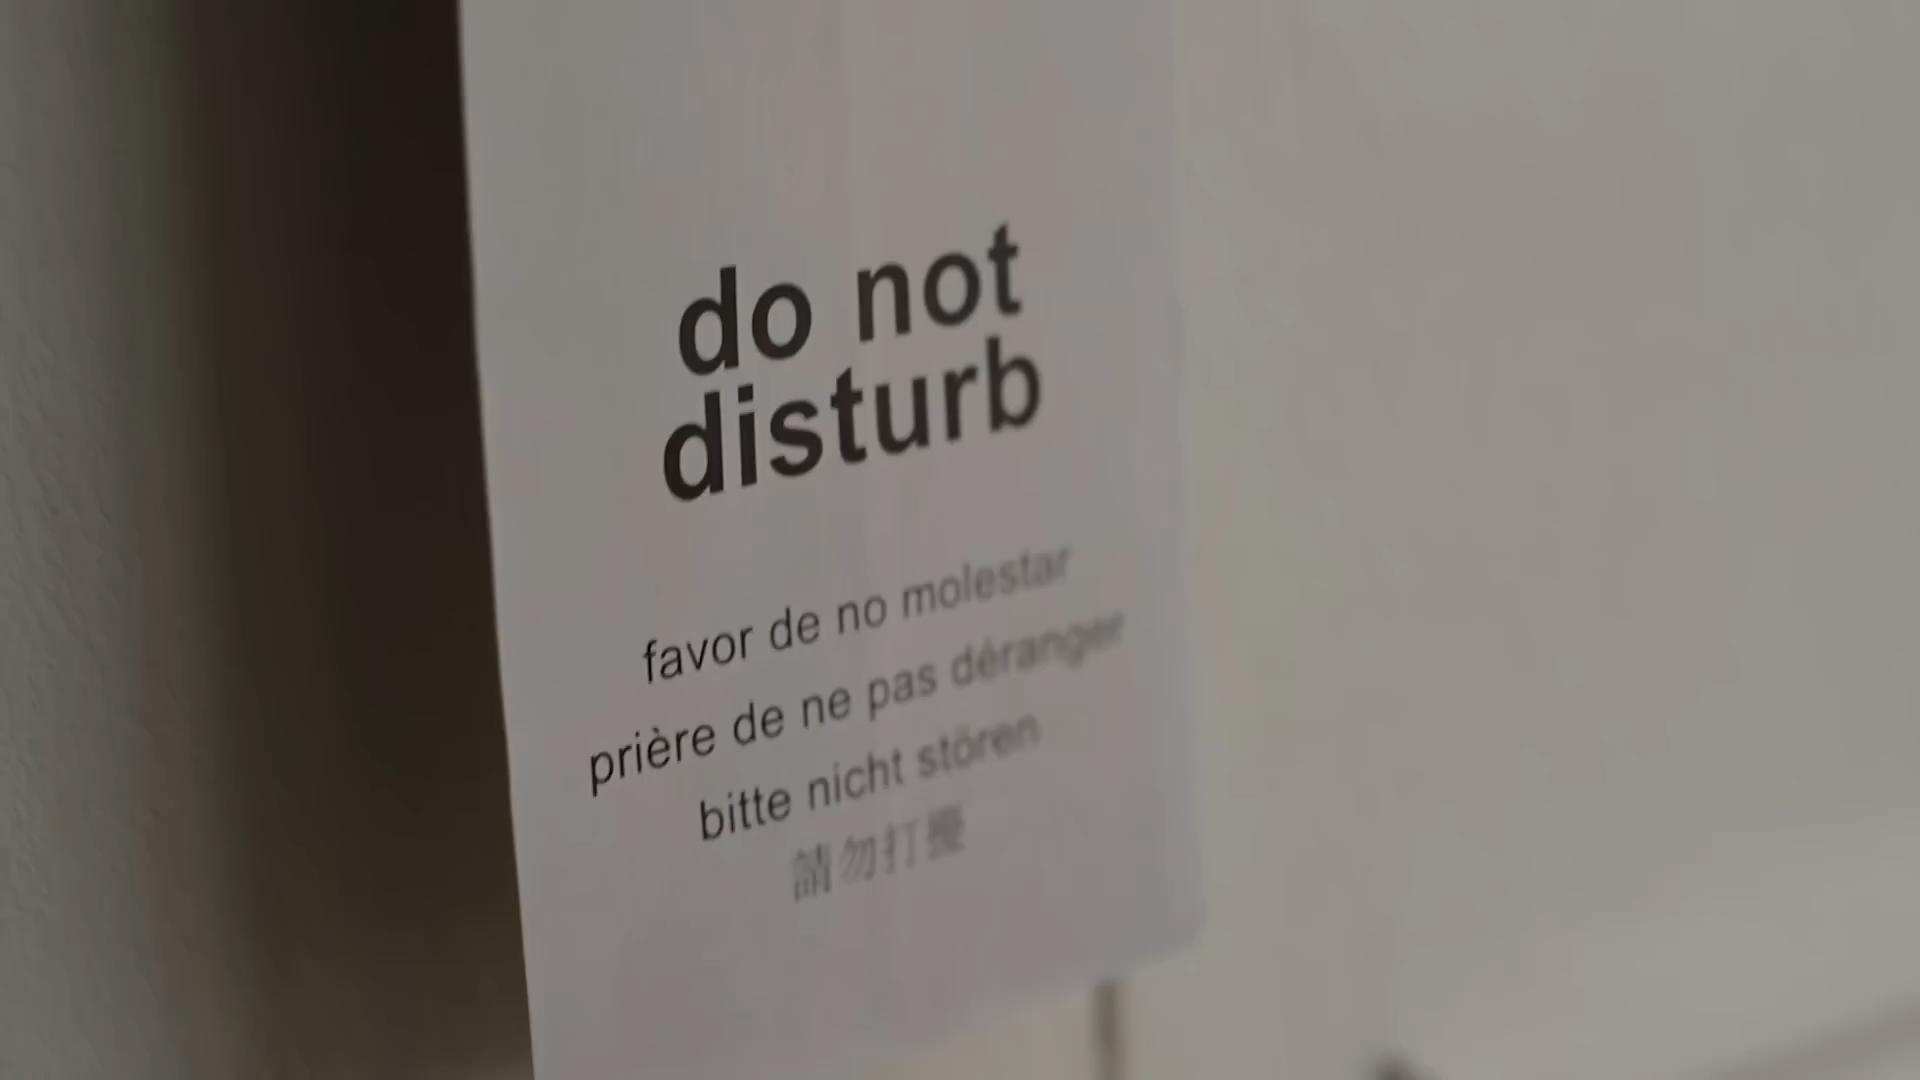 do not
disturb
favor de no molestar
prière de ne pas déranger
bitte nicht stören
請勿打擾